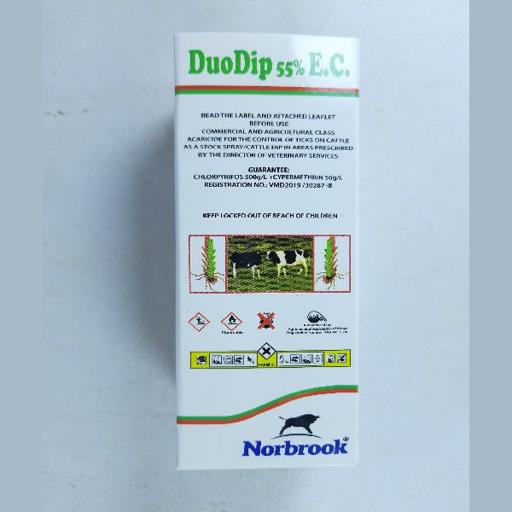 DuoDip 55% E.C.
READ THE LABEL AND ATTACHED LEAFLET
BEFORE USE
COMMERCIAL AND AGRICULTURAL CLASS
ACARICIDE FOR THE CONTROL OF TICKS ON CATTLE
AS A STOCK SPRAY/CATTLE DIP IN AREAS PRESCRIBED
BY THE DIRECTOR OF VETERINARY SERVICES
GUARANTEE:
CHLORPYRIFOS 500g/L +CYPERMETHRIN 50g/L
REGISTRATION NO.: VMD2019 /30287-B
KEEP LOCKED OUT OF REACH OF CHILDREN
Norbrook®